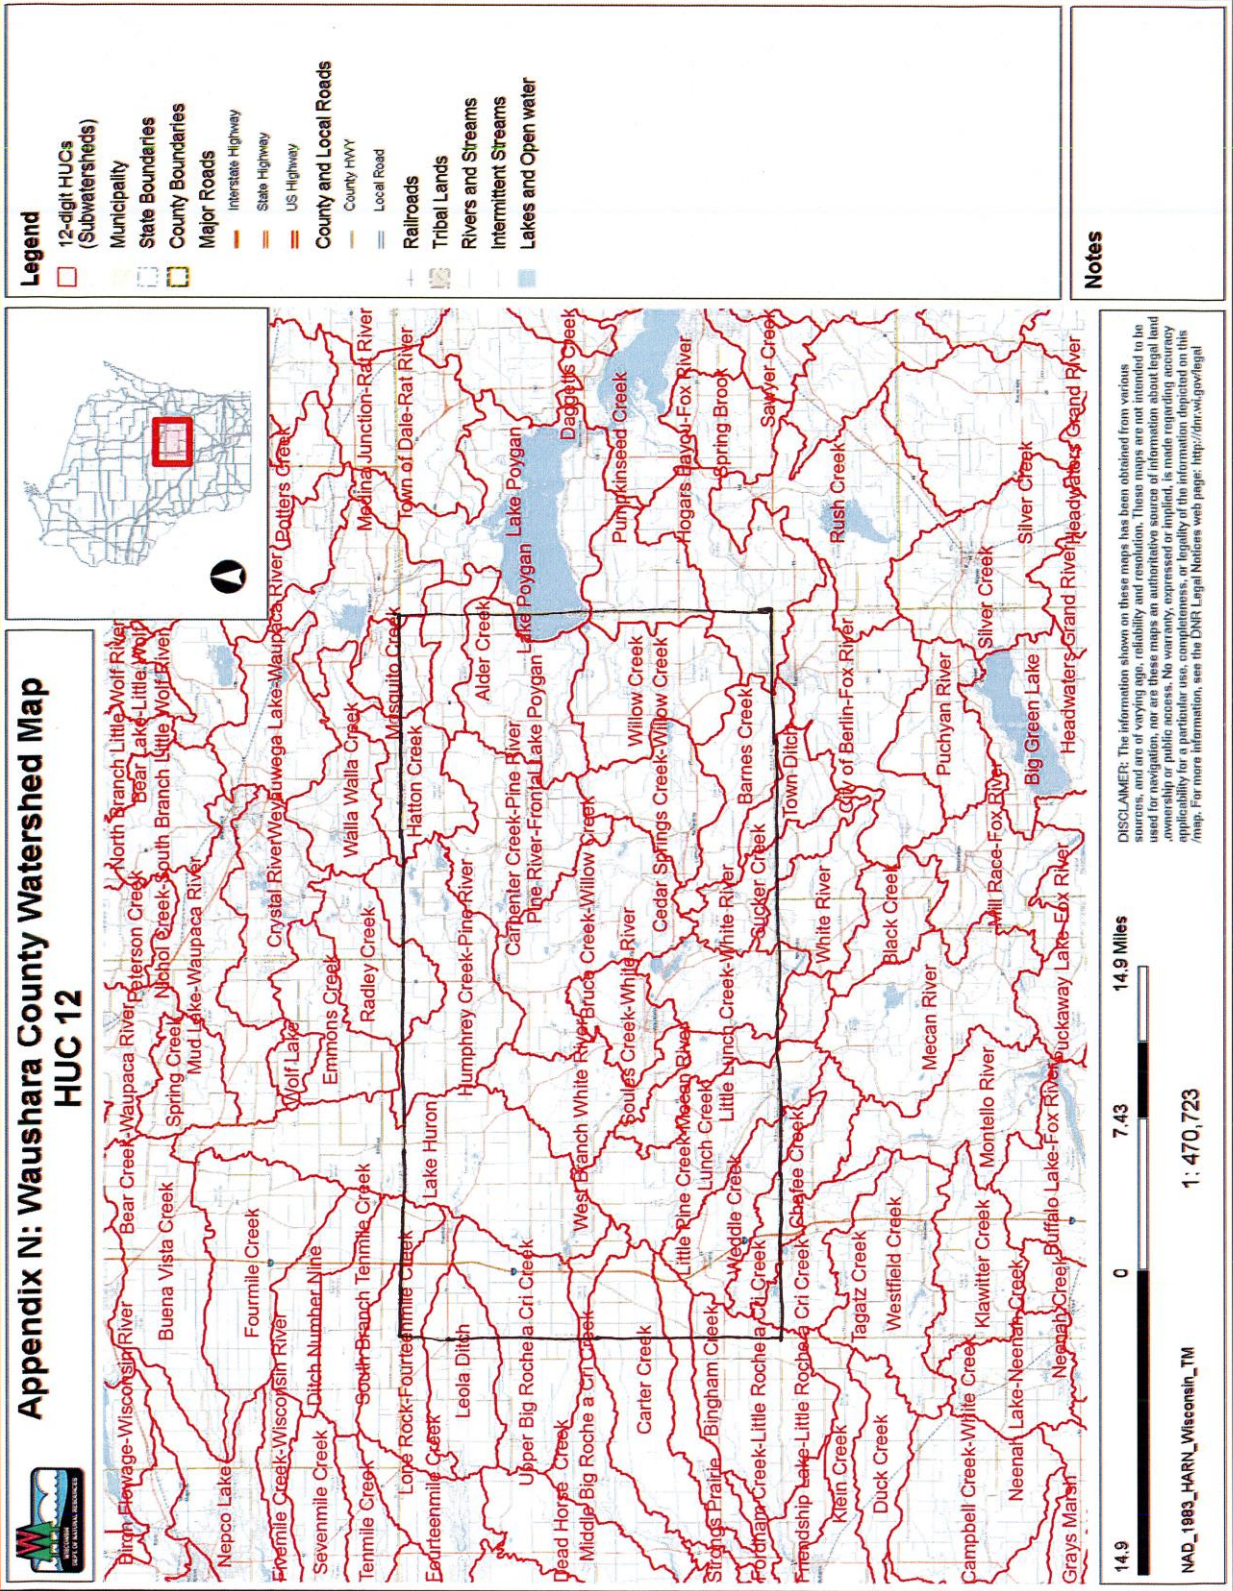 Appendix N: Waushara County Watershed Map
HUC 12
WISCONSIN
DEPT. OF NATURAL RESOURCES
Legend
12-digit HUCs
(Subwatersheds)
Municipality
State Boundaries
County Boundaries
Major Roads
Interstate Highway
State Highway
US Highway
County and Local Roads
County HWY
Local Road
Railroads
Tribal Lands
Rivers and Streams
Intermittent Streams
Lakes and Open water
Notes
Biron Flowage-Wisconsin River
Bear Creek-Waupaca River
Peterson Creek
North Branch Little Wolf River
Bear Lake-Little Wolf River
Buena Vista Creek
Spring Creek
Nichol Creek-South Branch Little Wolf River
Mud Lake-Waupaca River
Nepco Lake
Fourmile Creek
Fivemile Creek-Wisconsin River
Wolf Lake
Crystal River
Weyauwega Lake-Waupaca River
Potters Creek
Sevenmile Creek
Ditch Number Nine
Emmons Creek
Tenmile Creek
South Branch Tenmile Creek
Radley Creek
Walla Walla Creek
Medina Junction-Rat River
Lone Rock-Fourteenmile Creek
Mosquito Creek
Town of Dale-Rat River
Fourteenmile Creek
Lake Huron
Hatton Creek
Leola Ditch
Humphrey Creek-Pine River
Alder Creek
Upper Big Roche a Cri Creek
Carpenter Creek-Pine River
Pine River-Frontal Lake Poygan
Lake Poygan
Lake Poygan
Dead Horse Creek
Middle Big Roche a Cri Creek
West Branch White River
Bruce Creek-Willow Creek
Daggetts Creek
Carter Creek
Soules Creek-White River
Willow Creek
Pumpkinseed Creek
Cedar Springs Creek-Willow Creek
Little Pine Creek-Mecan River
Hogars Bayou-Fox River
Strongs Prairie
Bingham Creek
Lunch Creek
Little Lunch Creek-White River
Barnes Creek
Spring Brook
Weddle Creek
Sucker Creek
Fordham Creek-Little Roche a Cri Creek
Sawyer Creek
Friendship Lake-Little Roche a Cri Creek
Chafee Creek
Town Ditch
White River
Klein Creek
Tagatz Creek
City of Berlin-Fox River
Rush Creek
Duck Creek
Westfield Creek
Black Creek
Mecan River
Puchyan River
Campbell Creek-White Creek
Klawitter Creek
Montello River
Mill Race-Fox River
Silver Creek
Silver Creek
Neenah Lake-Neenah Creek
Big Green Lake
Grays Marsh
Neenah Creek
Buffalo Lake-Fox River
Puckaway Lake-Fox River
Headwaters Grand River
Headwaters Grand River
14.9
0
7.43
14.9 Miles
NAD_1983_HARN_Wisconsin_TM
1: 470,723
DISCLAIMER: The information shown on these maps has been obtained from various
sources, and are of varying age, reliability and resolution. These maps are not intended to be
used for navigation, nor are these maps an authoritative source of information about legal land
ownership or public access. No warranty, expressed or implied, is made regarding accuracy
applicability for a particular use, completeness, or legality of the information depicted on this
map. For more information, see the DNR Legal Notices web page: http://dnr.wi.gov/legal